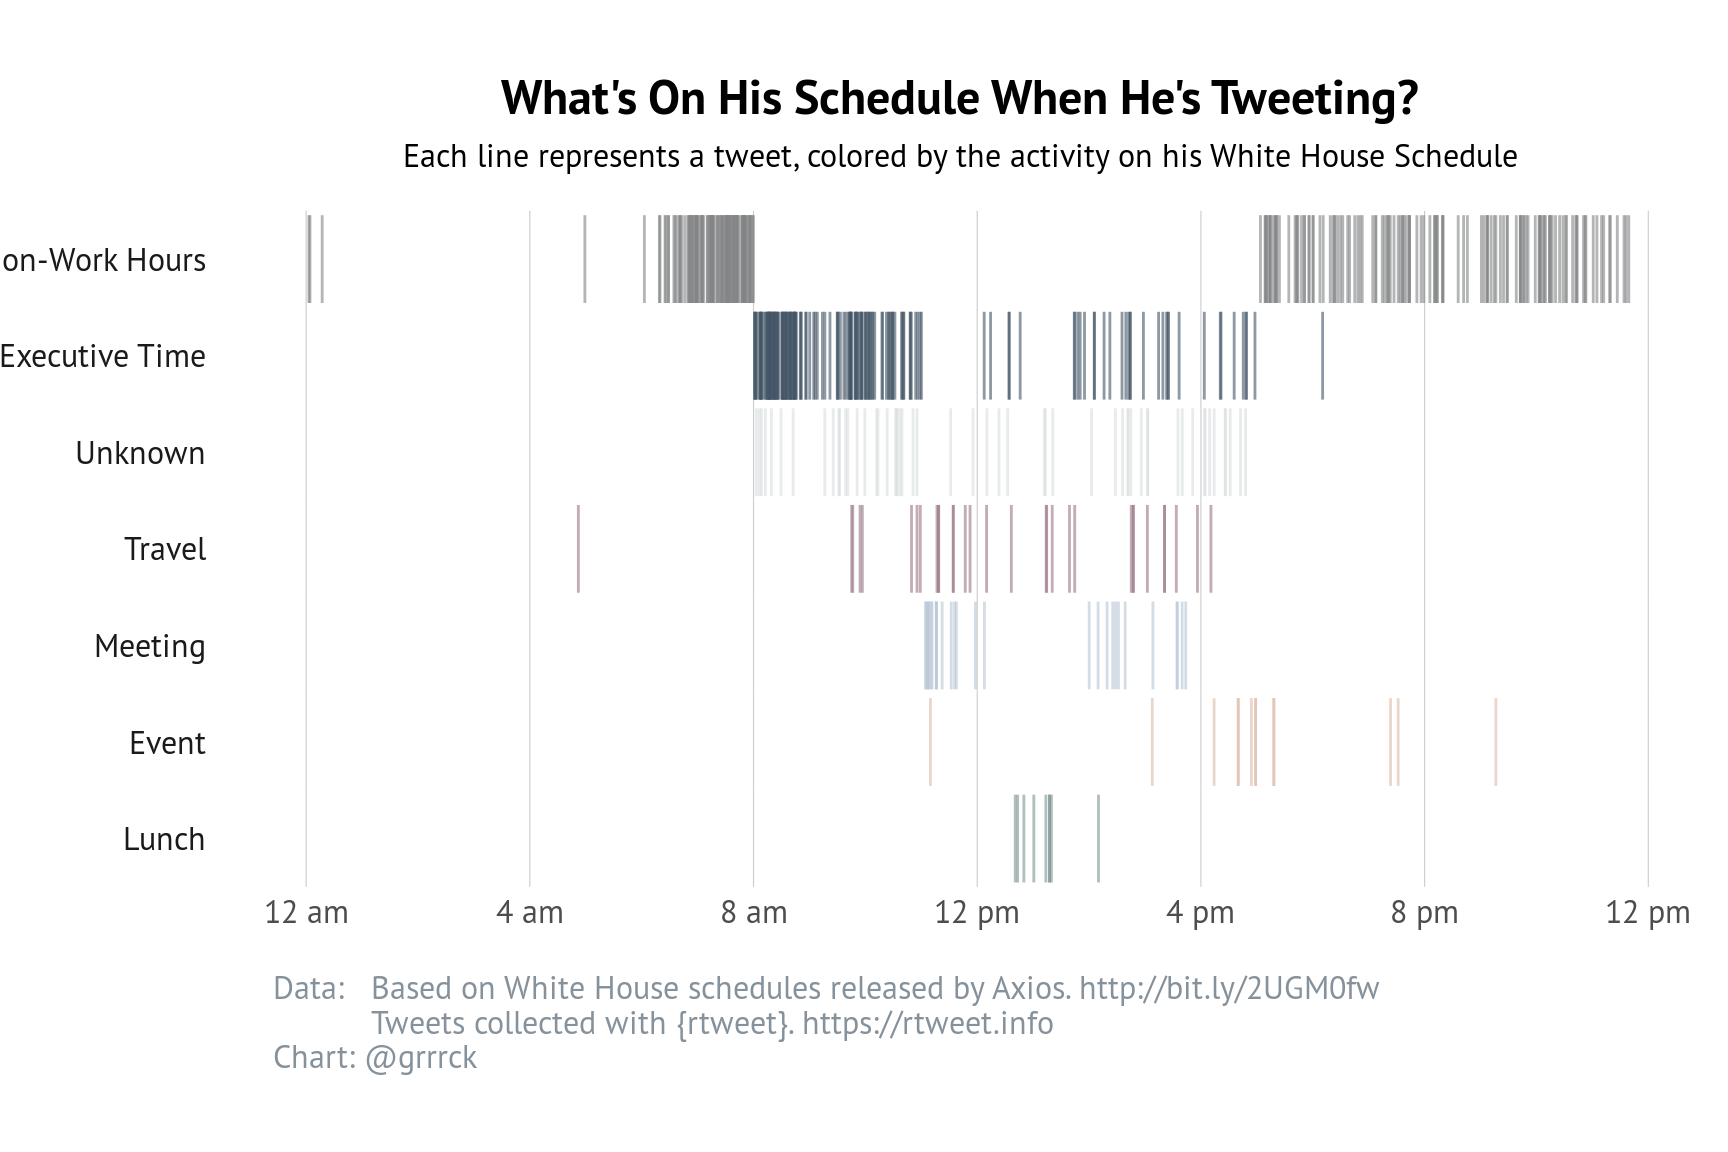 What's On His Schedule When He's Tweeting?
Each line represents a tweet, colored by the activity on his White House Schedule
on-Work Hours
Executive Time
Unknown
Travel
Meeting
Event
Lunch
12 am 4 am 8 am 12 pm 4 pm 8 pm 12 pm
Data: Based on White House schedules released by Axios. http://bit.ly/2UGM0fw
Tweets collected with {rtweet}. https://rtweet.info
Chart: @grrrck